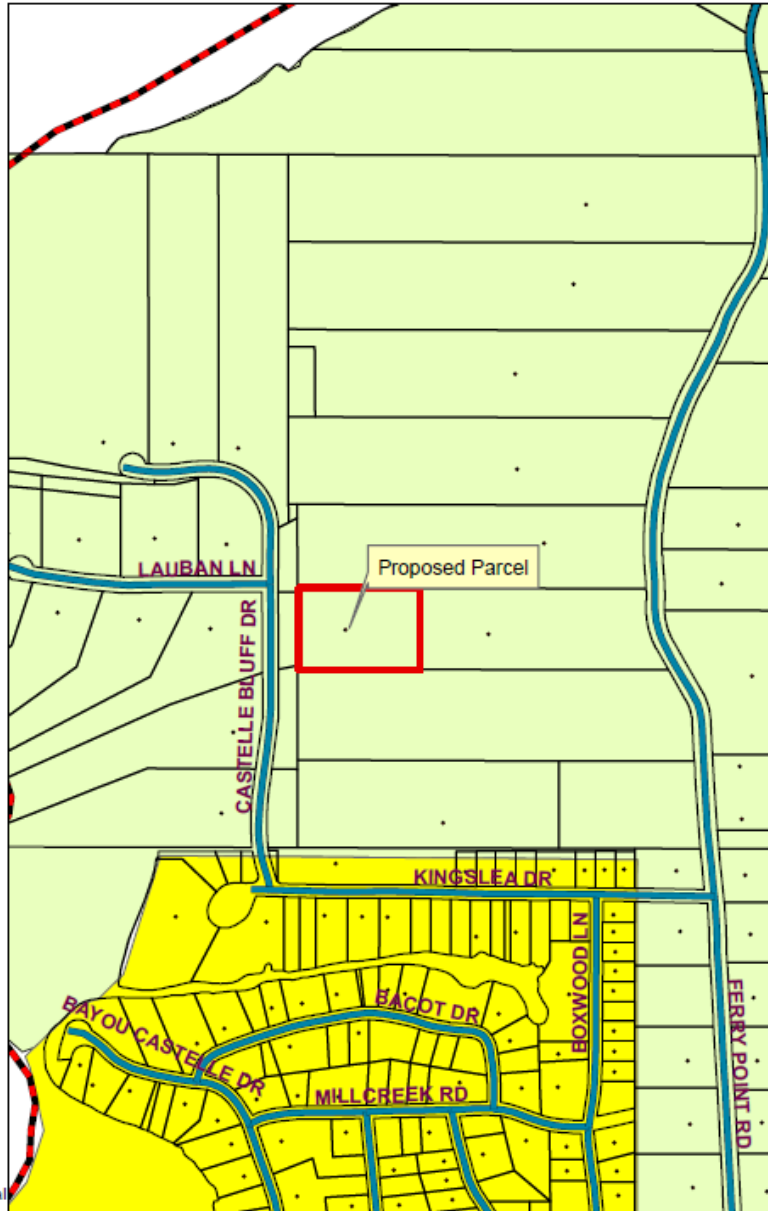 Proposed Parcel
LAUBAN LN
CASTELLE BLUFF DR
KINGSLEA DR
BOXWOOD LN
BACOT DR
BAYOU CASTELLE DR
MILLCREEK RD
FERRY POINT RD